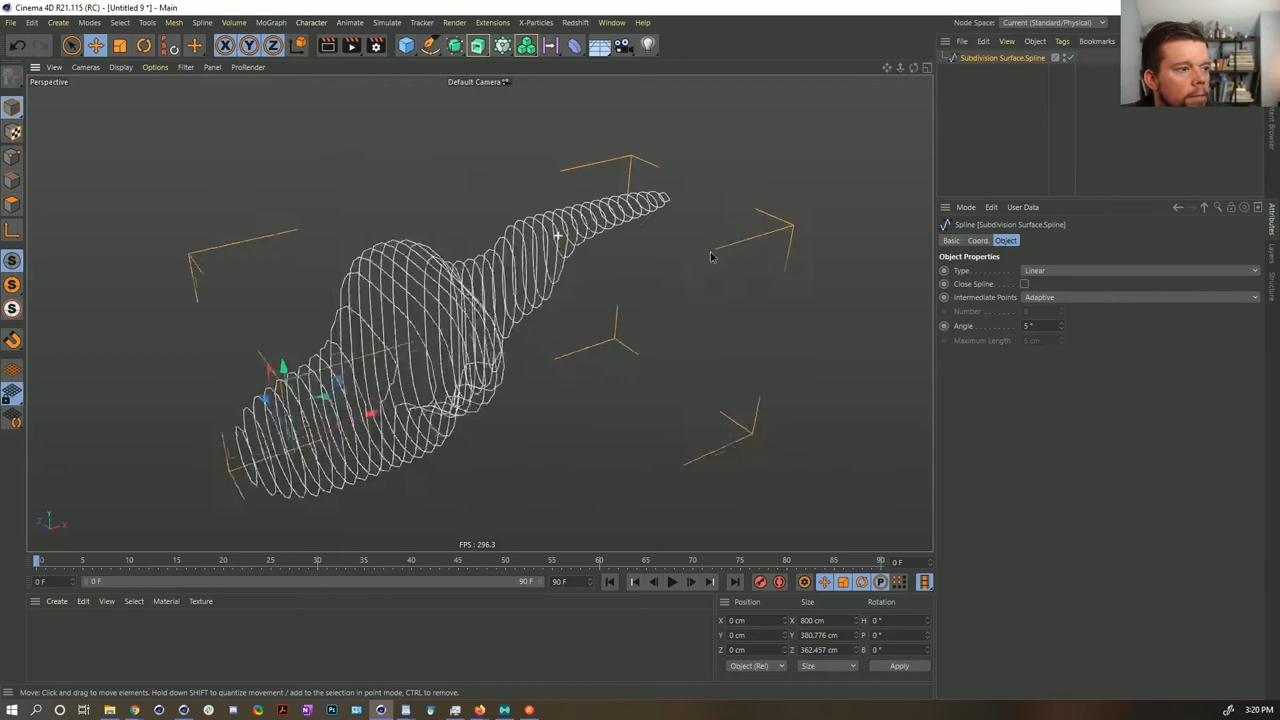 Cinema 4D R21.115 (RC) - [Untitled 9 *] - Main
File Edit Create Modes Select Tools Mesh Spline Volume MoGraph Character Animate Simulate Tracker Render Extensions X-Particles Redshift Window Help
Node Space: Current (Standard/Physical)
View Cameras Display Options Filter Panel ProRender
File Edit View Object Tags Bookmarks
Perspective
Default Camera
Subdivision Surface.Spline
Mode Edit User Data
Spline [Subdivision Surface.Spline]
Basic Coord. Object
Object Properties
Type Linear
Close Spline
Intermediate Points Adaptive
Number 8
Angle 5 °
Maximum Length 5 cm
Content Browser
Attributes
Layers
Structure
X Y Z
P
S S S
Y
Z X
FPS : 296.3
0 5 10 15 20 25 30 35 40 45 50 55 60 65 70 75 80 85 90 0 F
0 F 0 F 90 F 90 F
Create Edit View Select Material Texture
Position Size Rotation
X 0 cm X 800 cm H 0 °
Y 0 cm Y 380.776 cm P 0 °
Z 0 cm Z 362.457 cm B 0 °
Object (Rel) Size Apply
Move: Click and drag to move elements. Hold down SHIFT to quantize movement / add to the selection in point mode, CTRL to remove.
3:20 PM